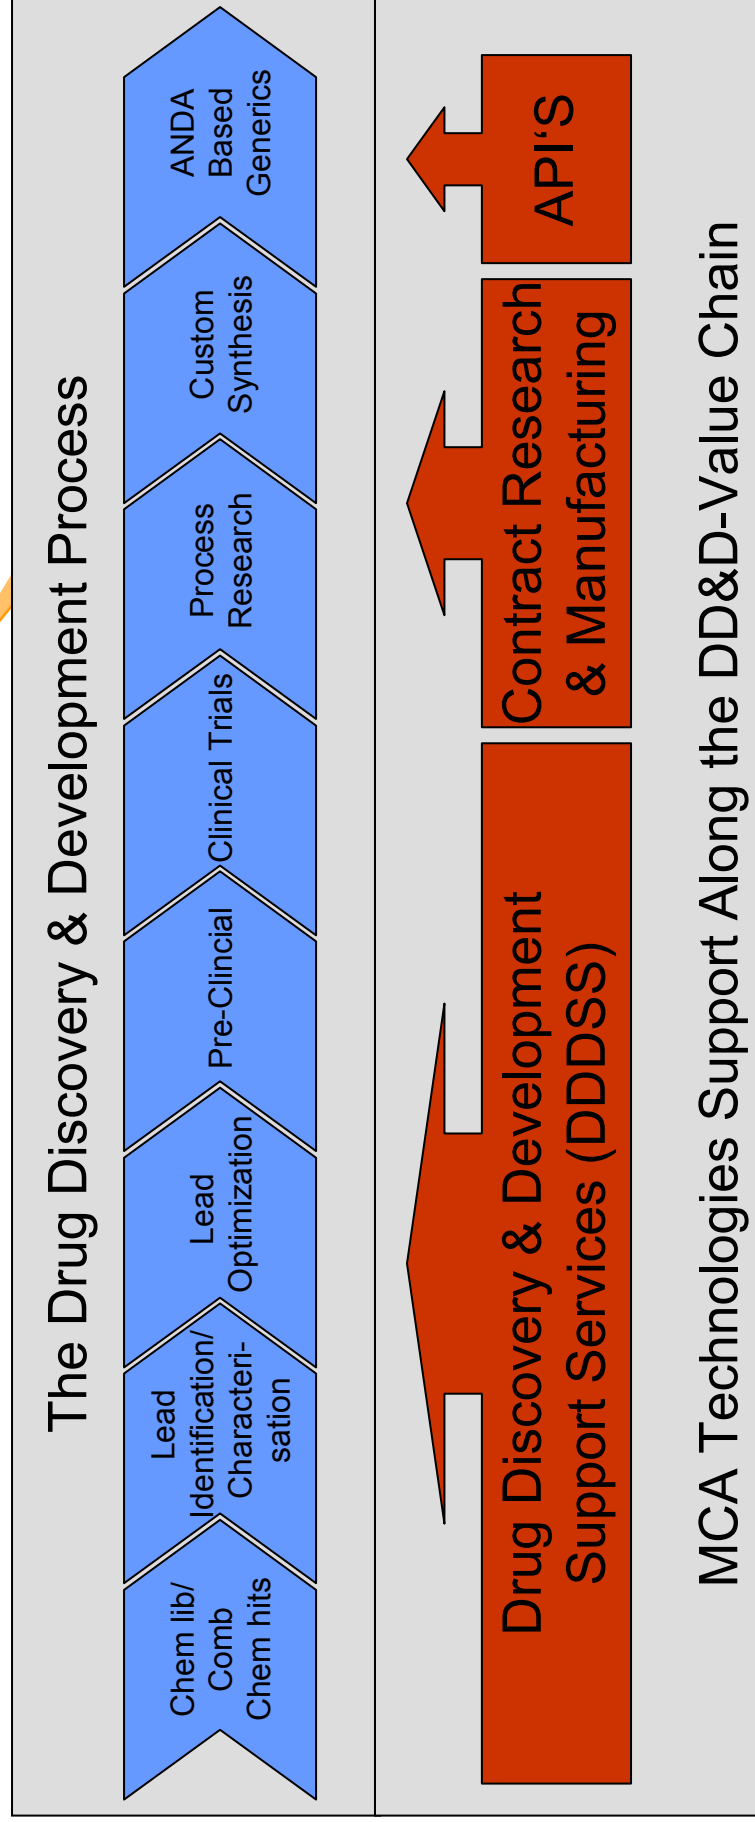 The Drug Discovery & Development Process
Chem lib/
Comb
Chem hits
Lead
Identification/
Characteri-
sation
Lead
Optimization
Pre-Clincial
Clinical Trials
Process
Research
Custom
Synthesis
ANDA
Based
Generics
Drug Discovery & Development
Support Services (DDDSS)
Contract Research
& Manufacturing
API‘S
MCA Technologies Support Along the DD&D-Value Chain